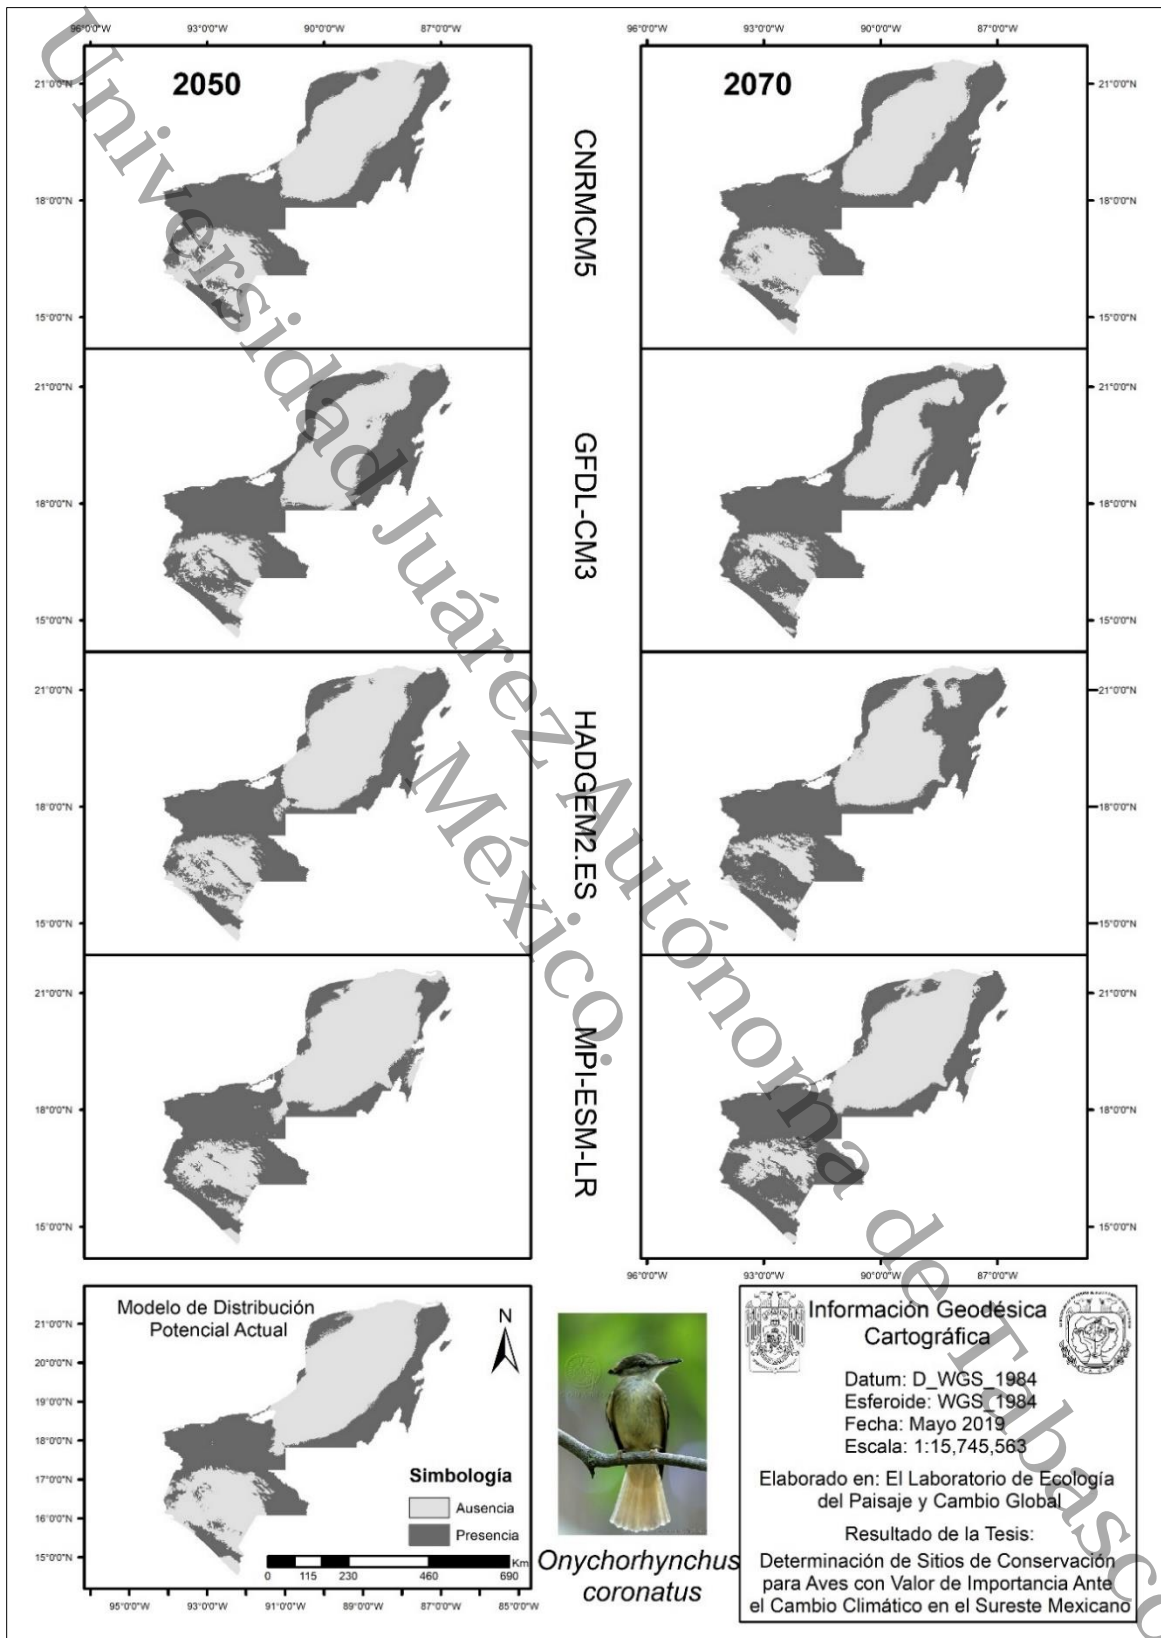 96°0'0"W 93°0'0"W 90°0'0"W 87°0'0"W
96°0'0"W 93°0'0"W 90°0'0"W 87°0'0"W
2050
2070
21°0'0"N
18°0'0"N
15°0'0"N
21°0'0"N
18°0'0"N
15°0'0"N
CNRMCM5
21°0'0"N
18°0'0"N
15°0'0"N
21°0'0"N
18°0'0"N
15°0'0"N
GFDL-CM3
21°0'0"N
18°0'0"N
15°0'0"N
21°0'0"N
18°0'0"N
15°0'0"N
HADGEM2.ES
21°0'0"N
18°0'0"N
15°0'0"N
21°0'0"N
18°0'0"N
15°0'0"N
MPI-ESM-LR
96°0'0"W 93°0'0"W 90°0'0"W 87°0'0"W
Modelo de Distribución
Potencial Actual
N
21°0'0"N
20°0'0"N
19°0'0"N
18°0'0"N
17°0'0"N
16°0'0"N
15°0'0"N
Simbología
Ausencia
Presencia
Km
0 115 230 460 690
95°0'0"W 93°0'0"W 91°0'0"W 89°0'0"W 87°0'0"W 85°0'0"W
Onychorhynchus
coronatus
Información Geodésica
Cartográfica
Datum: D_WGS_1984
Esferoide: WGS_1984
Fecha: Mayo 2019
Escala: 1:15,745,563
Elaborado en: El Laboratorio de Ecología
del Paisaje y Cambio Global
Resultado de la Tesis:
Determinación de Sitios de Conservación
para Aves con Valor de Importancia Ante
el Cambio Climático en el Sureste Mexicano
Universidad Juárez Autónoma de Tabasco.
México.